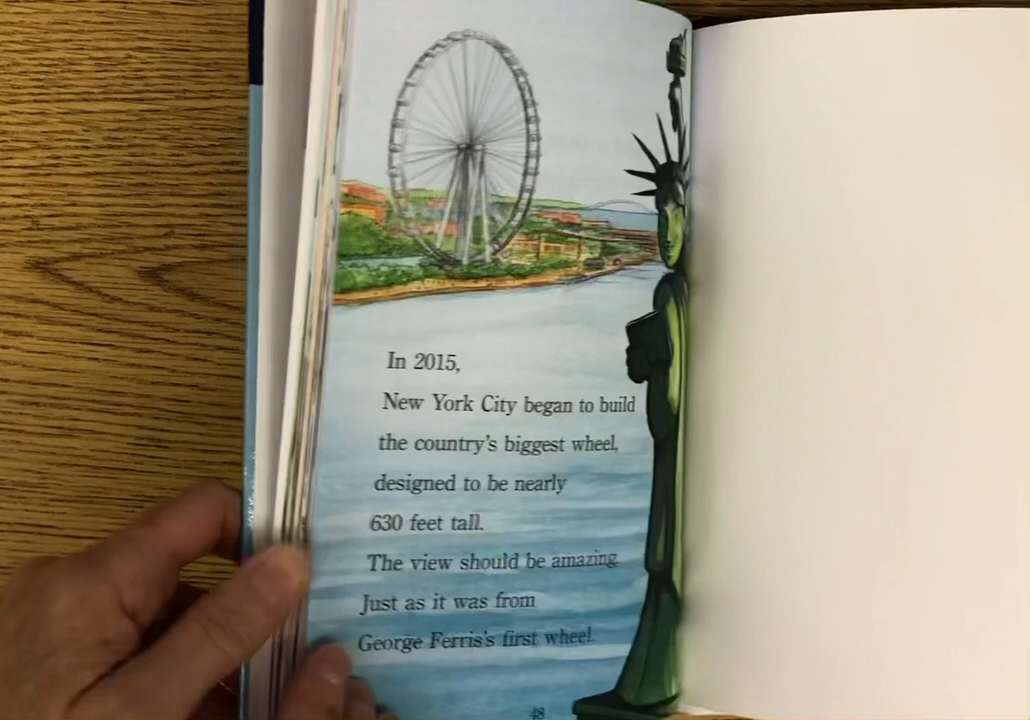 In 2015,
New York City began to build
the country's biggest wheel,
designed to be nearly
630 feet tall.
The view should be amazing.
Just as it was from
George Ferris's first wheel.
48